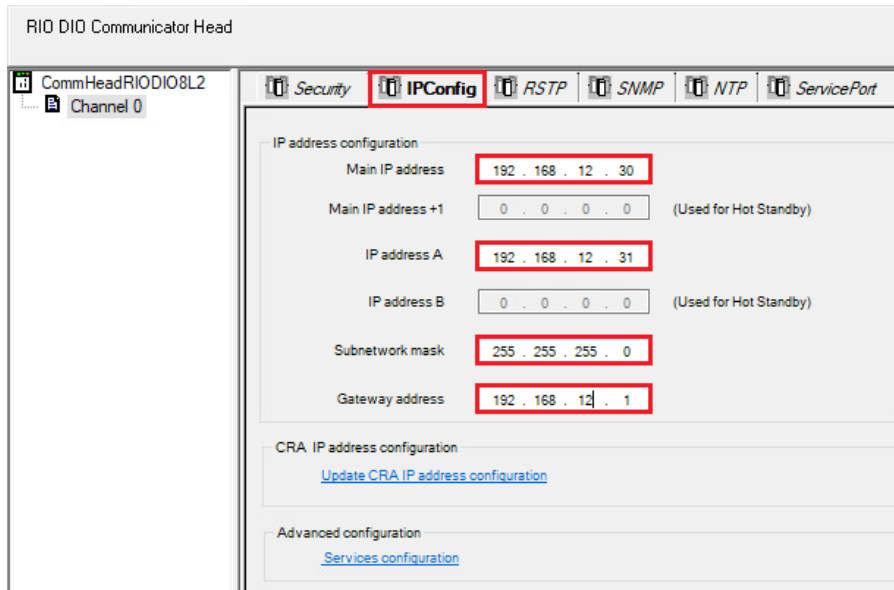 RIO DIO Communicator Head
CommHeadRIODIO8L2
Channel 0
Security IPConfig RSTP SNMP NTP ServicePort
IP address configuration
Main IP address 192 . 168 . 12 . 30
Main IP address +1 0 . 0 . 0 . 0 (Used for Hot Standby)
IP address A 192 . 168 . 12 . 31
IP address B 0 . 0 . 0 . 0 (Used for Hot Standby)
Subnetwork mask 255 . 255 . 255 . 0
Gateway address 192 . 168 . 12 . 1
CRA IP address configuration
Update CRA IP address configuration
Advanced configuration
Services configuration